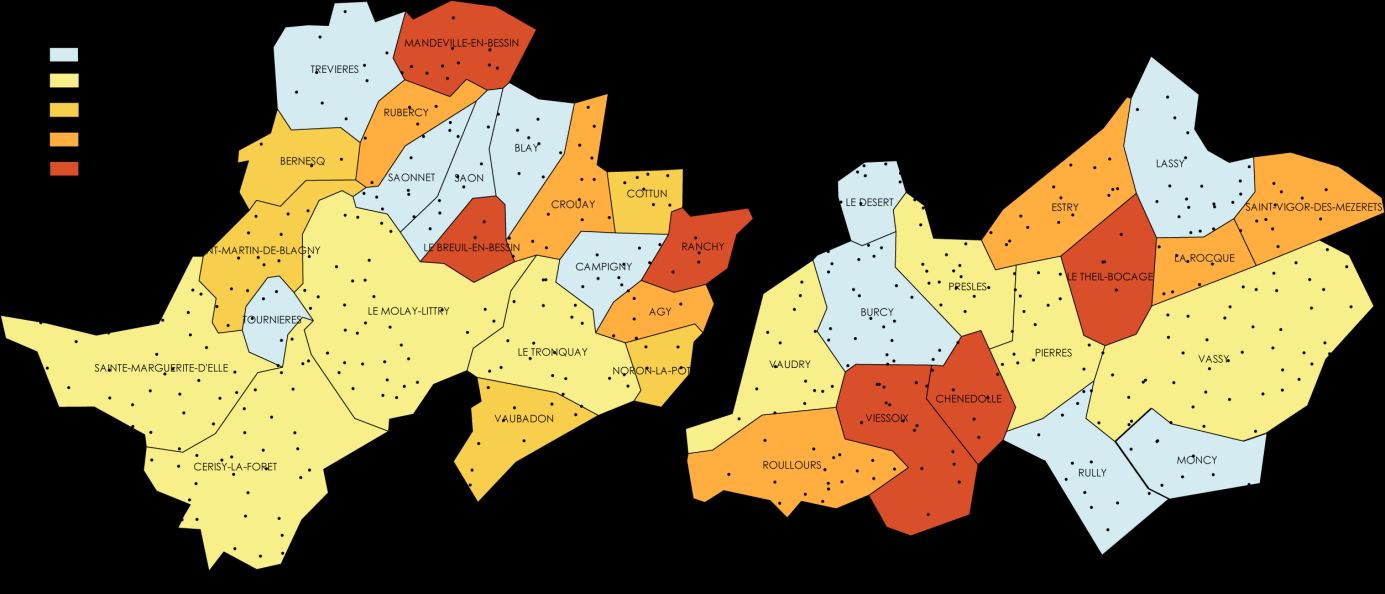 MANDEVILLE-EN-BESSIN
TREVIERES
RUBERCY
BLAY
BERNESQ
SAONNET
SAON
COTTUN
CROUAY
LE BREUIL-EN-BESSIN
RANCHY
NT-MARTIN-DE-BLAGNY
CAMPIGNY
TOURNIERES
LE MOLAY-LITTRY
AGY
LE TRONQUAY
SAINTE-MARGUERITE-D'ELLE
NORON-LA-POT
VAUBADON
CERISY-LA-FORET
LASSY
LE DESERT
ESTRY
SAINT-VIGOR-DES-MEZERETS
LA ROCQUE
LE THEIL-BOCAGE
PRESLES
BURCY
PIERRES
VASSY
VAUDRY
CHENEDOLLE
VIESSOIX
ROULLOURS
MONCY
RULLY